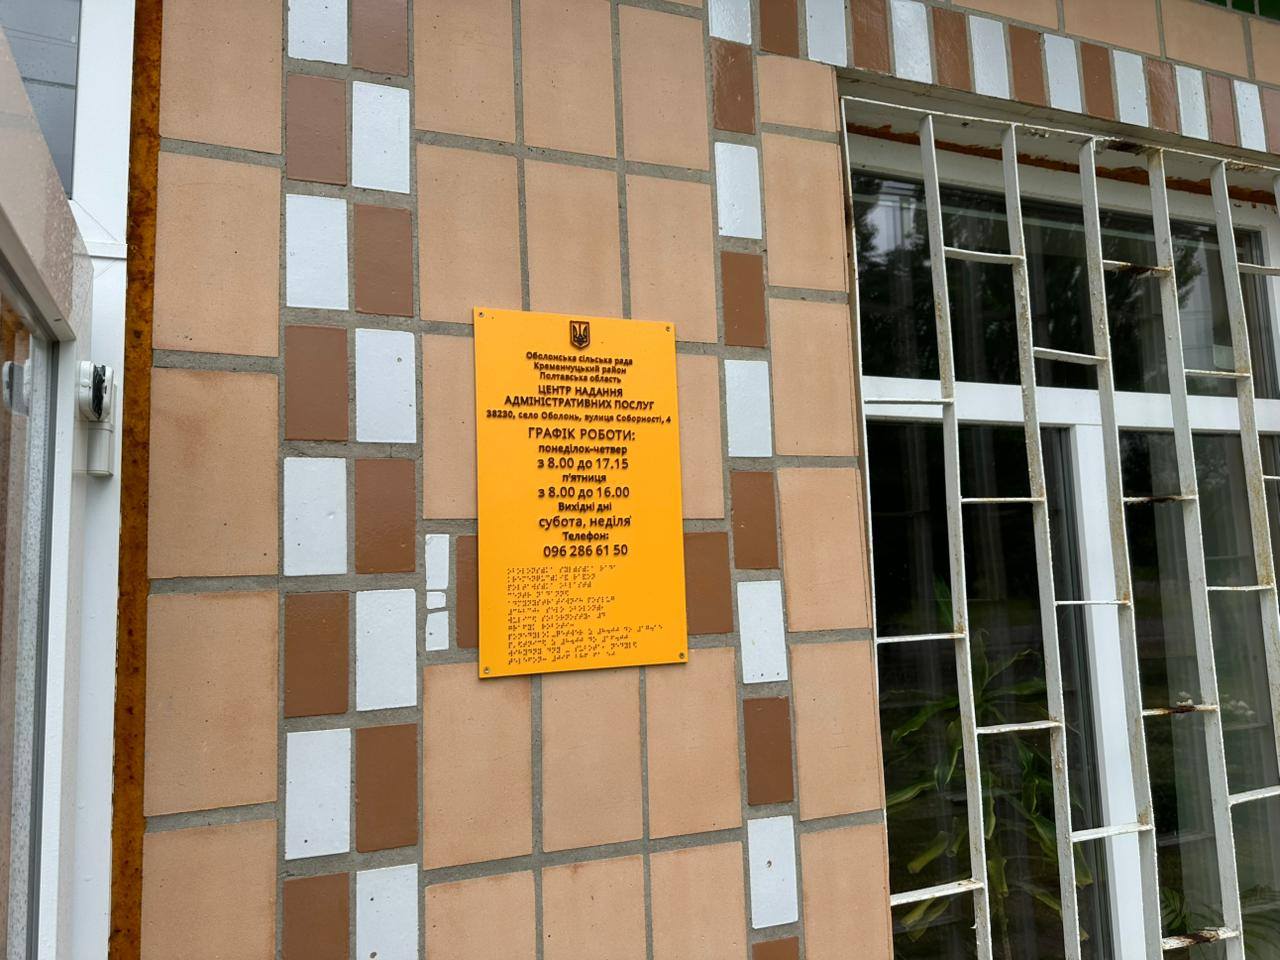 Оболонська сільська рада
Кременчуцький район
Полтавська область
ЦЕНТР НАДАННЯ
АДМІНІСТРАТИВНИХ ПОСЛУГ
38230, село Оболонь, вулиця Соборності, 4
ГРАФІК РОБОТИ:
понеділок-четвер
з 8.00 до 17.15
п'ятниця
з 8.00 до 16.00
Вихідні дні
субота, неділя
Телефон:
096 286 61 50